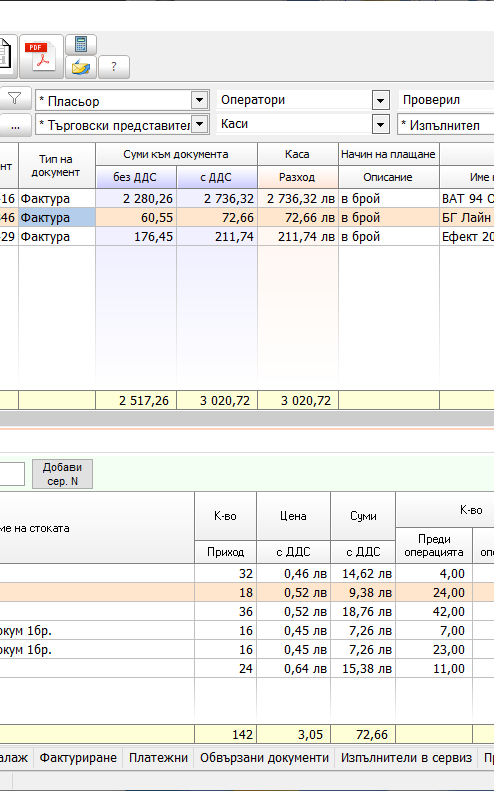 PDF
?
* Пласьор Оператори Проверил
... * Търговски представител Каси * Изпълнител
нт Тип на документ Суми към документа Каса Начин на плащане
без ДДС с ДДС Разход Описание Име
-16 Фактура 2 280,26 2 736,32 2 736,32 лв в брой ВАТ 94 О
46 Фактура 60,55 72,66 72,66 лв в брой БГ Лайн
-29 Фактура 176,45 211,74 211,74 лв в брой Ефект 20
2 517,26 3 020,72 3 020,72
Добави
сер. N
ме на стоката К-во Цена Суми К-во
Приход с ДДС с ДДС Преди операцията
32 0,46 лв 14,62 лв 4,00
18 0,52 лв 9,38 лв 24,00
36 0,52 лв 18,76 лв 42,00
окум 1бр. 16 0,45 лв 7,26 лв 7,00
окум 1бр. 16 0,45 лв 7,26 лв 23,00
24 0,64 лв 15,38 лв 11,00
142 3,05 72,66
алаж Фактуриране Платежни Обвързани документи Изпълнители в сервиз